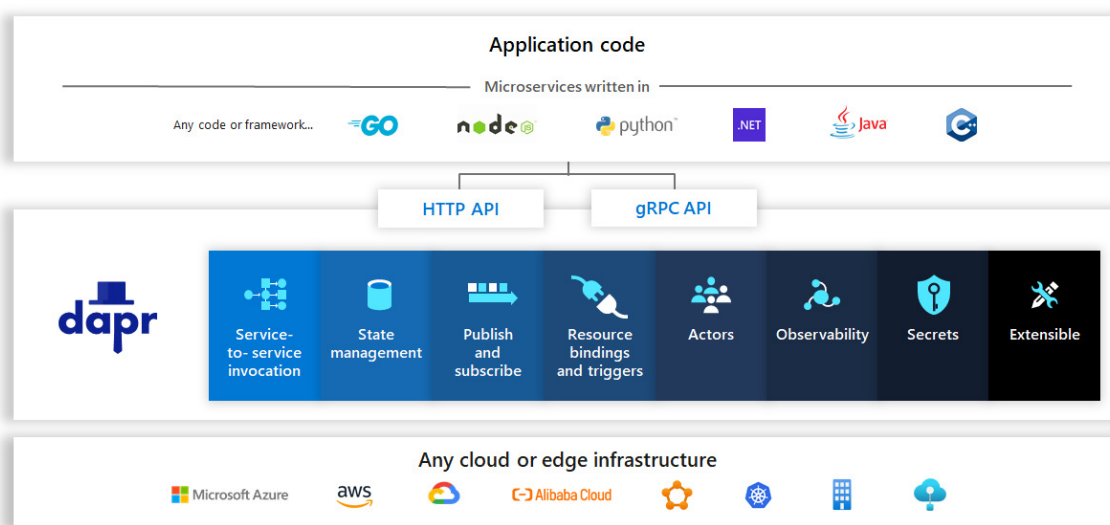 Application code
Microservices written in
Any code or framework...
GO
node JS
python
.NET
Java
C++
HTTP API
gRPC API
dapr
Service-
to- service
invocation
State
management
Publish
and
subscribe
Resource
bindings
and triggers
Actors
Observability
Secrets
Extensible
Any cloud or edge infrastructure
Microsoft Azure
aws
Alibaba Cloud